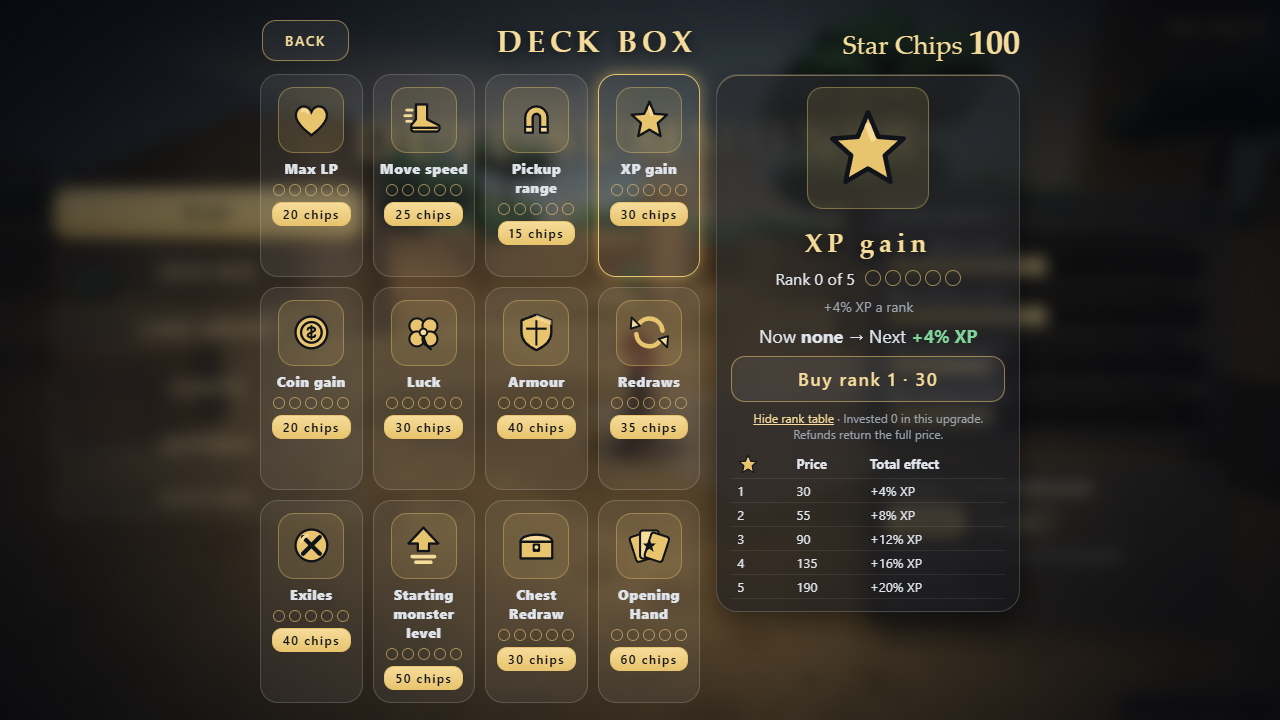 BACK
DECK BOX
Star Chips 100
Max LP
20 chips
Move speed
25 chips
Pickup
range
15 chips
XP gain
30 chips
Coin gain
20 chips
Luck
30 chips
Armour
40 chips
Redraws
35 chips
Exiles
40 chips
Starting
monster
level
50 chips
Chest
Redraw
30 chips
Opening
Hand
60 chips
XP gain
Rank 0 of 5
+4% XP a rank
Now none → Next +4% XP
Buy rank 1 · 30
Hide rank table · Invested 0 in this upgrade.
Refunds return the full price.
Price Total effect
1 30 +4% XP
2 55 +8% XP
3 90 +12% XP
4 135 +16% XP
5 190 +20% XP